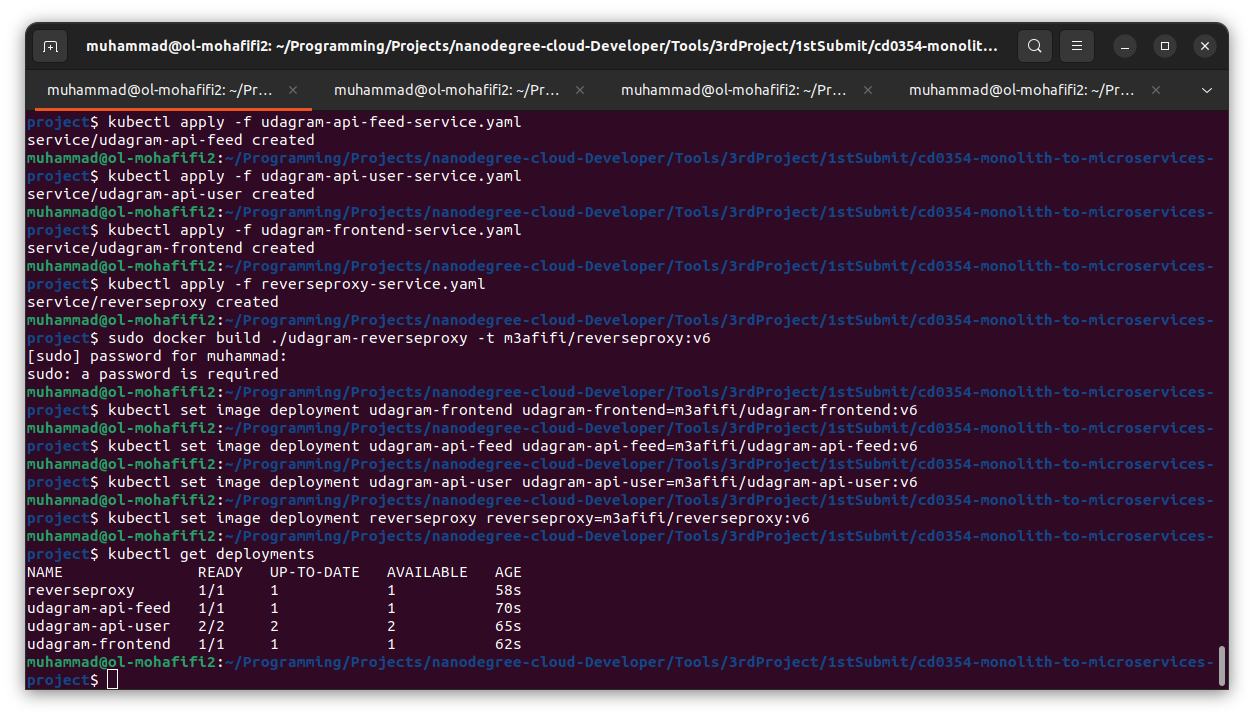 muhammad@ol-mohafifi2: ~/Programming/Projects/nanodegree-cloud-Developer/Tools/3rdProject/1stSubmit/cd0354-monolit...
muhammad@ol-mohafifi2: ~/Pr... × muhammad@ol-mohafifi2: ~/Pr... × muhammad@ol-mohafifi2: ~/Pr... × muhammad@ol-mohafifi2: ~/Pr... ×
project$ kubectl apply -f udagram-api-feed-service.yaml
service/udagram-api-feed created
muhammad@ol-mohafifi2:~/Programming/Projects/nanodegree-cloud-Developer/Tools/3rdProject/1stSubmit/cd0354-monolith-to-microservices-
project$ kubectl apply -f udagram-api-user-service.yaml
service/udagram-api-user created
muhammad@ol-mohafifi2:~/Programming/Projects/nanodegree-cloud-Developer/Tools/3rdProject/1stSubmit/cd0354-monolith-to-microservices-
project$ kubectl apply -f udagram-frontend-service.yaml
service/udagram-frontend created
muhammad@ol-mohafifi2:~/Programming/Projects/nanodegree-cloud-Developer/Tools/3rdProject/1stSubmit/cd0354-monolith-to-microservices-
project$ kubectl apply -f reverseproxy-service.yaml
service/reverseproxy created
muhammad@ol-mohafifi2:~/Programming/Projects/nanodegree-cloud-Developer/Tools/3rdProject/1stSubmit/cd0354-monolith-to-microservices-
project$ sudo docker build ./udagram-reverseproxy -t m3afifi/reverseproxy:v6
[sudo] password for muhammad:
sudo: a password is required
muhammad@ol-mohafifi2:~/Programming/Projects/nanodegree-cloud-Developer/Tools/3rdProject/1stSubmit/cd0354-monolith-to-microservices-
project$ kubectl set image deployment udagram-frontend udagram-frontend=m3afifi/udagram-frontend:v6
muhammad@ol-mohafifi2:~/Programming/Projects/nanodegree-cloud-Developer/Tools/3rdProject/1stSubmit/cd0354-monolith-to-microservices-
project$ kubectl set image deployment udagram-api-feed udagram-api-feed=m3afifi/udagram-api-feed:v6
muhammad@ol-mohafifi2:~/Programming/Projects/nanodegree-cloud-Developer/Tools/3rdProject/1stSubmit/cd0354-monolith-to-microservices-
project$ kubectl set image deployment udagram-api-user udagram-api-user=m3afifi/udagram-api-user:v6
muhammad@ol-mohafifi2:~/Programming/Projects/nanodegree-cloud-Developer/Tools/3rdProject/1stSubmit/cd0354-monolith-to-microservices-
project$ kubectl set image deployment reverseproxy reverseproxy=m3afifi/reverseproxy:v6
muhammad@ol-mohafifi2:~/Programming/Projects/nanodegree-cloud-Developer/Tools/3rdProject/1stSubmit/cd0354-monolith-to-microservices-
project$ kubectl get deployments
NAME READY UP-TO-DATE AVAILABLE AGE
reverseproxy 1/1 1 1 58s
udagram-api-feed 1/1 1 1 70s
udagram-api-user 2/2 2 2 65s
udagram-frontend 1/1 1 1 62s
muhammad@ol-mohafifi2:~/Programming/Projects/nanodegree-cloud-Developer/Tools/3rdProject/1stSubmit/cd0354-monolith-to-microservices-
project$